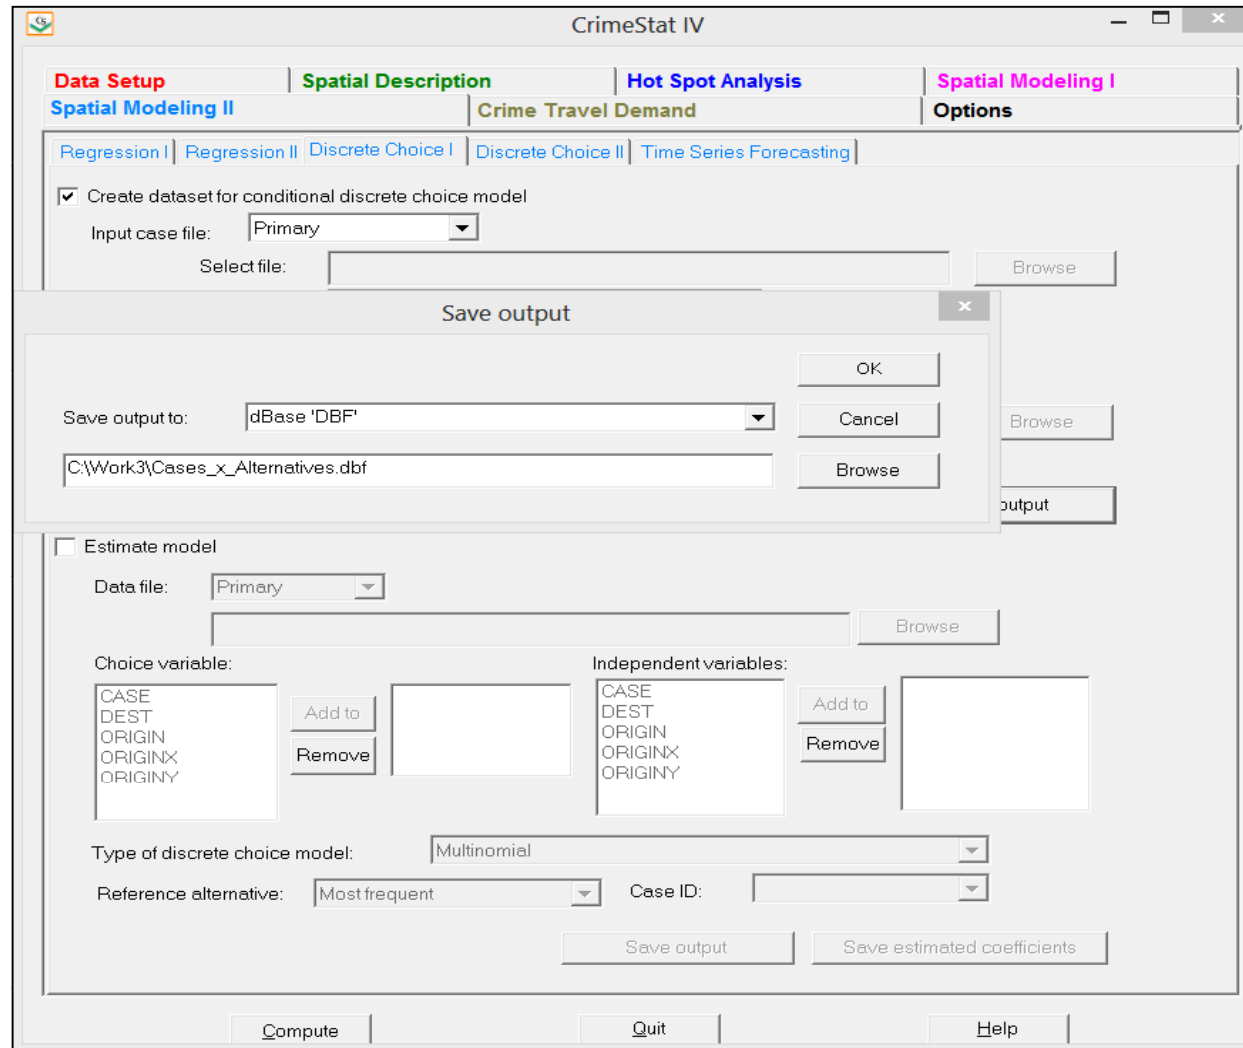 CrimeStat IV
Data Setup Spatial Description Hot Spot Analysis Spatial Modeling I
Spatial Modeling II Crime Travel Demand Options
Regression I Regression II Discrete Choice I Discrete Choice II Time Series Forecasting
Create dataset for conditional discrete choice model
Input case file: Primary
Select file: Browse
Save output
OK
Save output to: dBase 'DBF' Cancel Browse
C:\Work3\Cases_x_Alternatives.dbf Browse
output
Estimate model
Data file: Primary
Browse
Choice variable: Independent variables:
CASE CASE
DEST Add to DEST Add to
ORIGIN ORIGIN
ORIGINX Remove ORIGINX Remove
ORIGINY ORIGINY
Type of discrete choice model: Multinomial
Reference alternative: Most frequent Case ID:
Save output Save estimated coefficients
Compute Quit Help